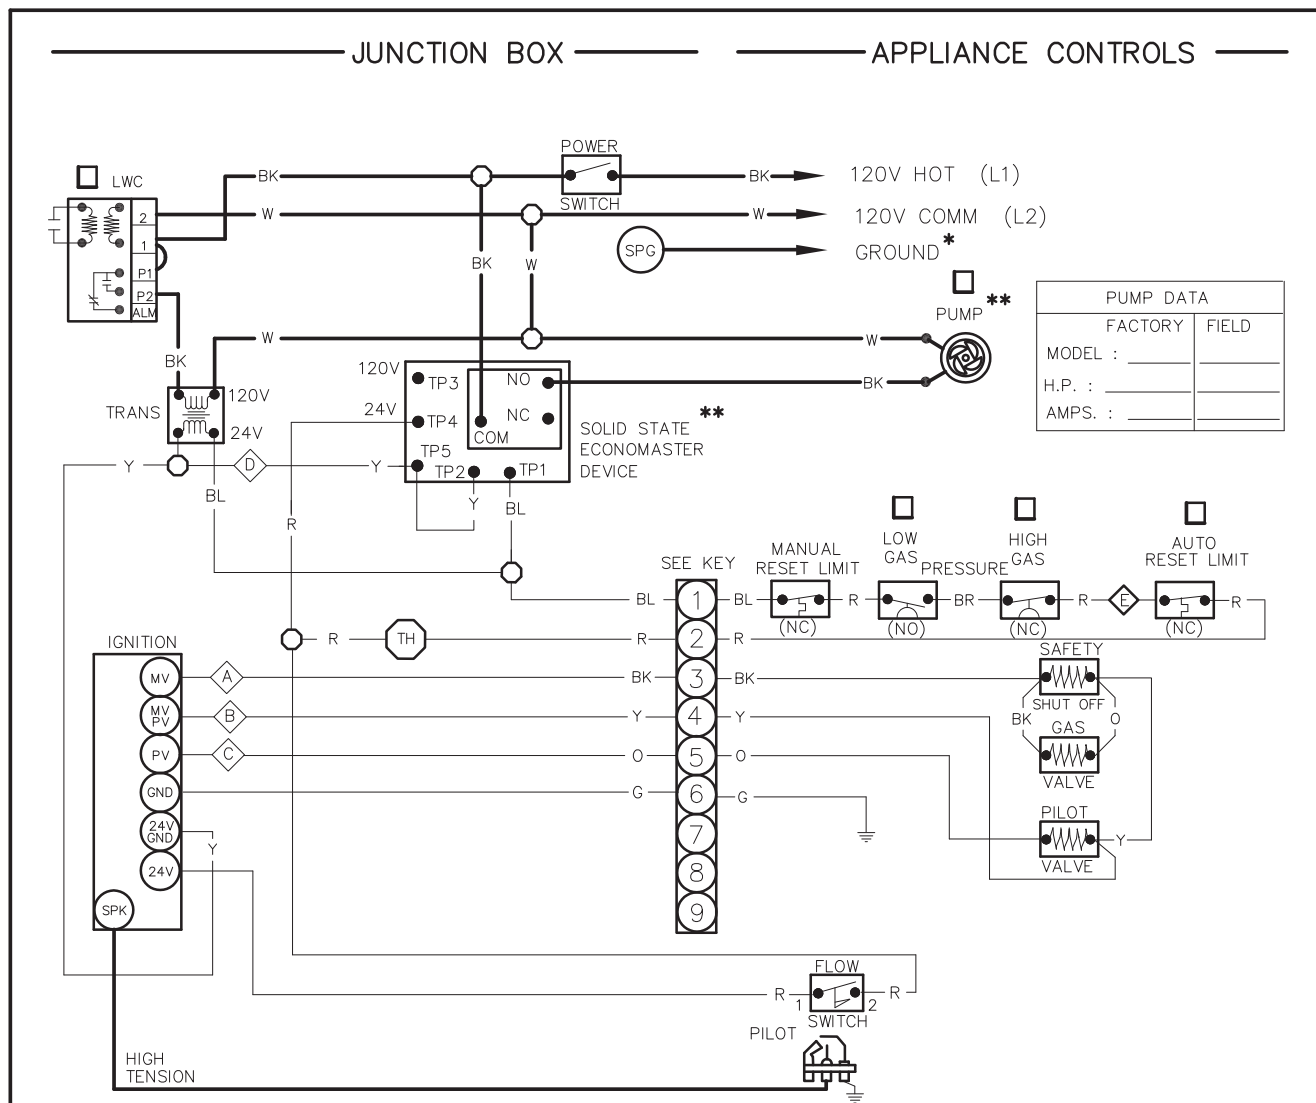 JUNCTION BOX
APPLIANCE CONTROLS
LWC
2
1
P1
P2
ALM
BK
W
BK
W
POWER
SWITCH
BK
W
120V HOT (L1)
120V COMM (L2)
SPG
GROUND*
BK
W
PUMP **
W
BK
PUMP DATA
FACTORY FIELD
MODEL :
H.P. :
AMPS. :
BK
TRANS
120V
24V
120V
TP3
24V
TP4
TP5
TP2
TP1
NO
NC
COM
SOLID STATE **
ECONOMASTER
DEVICE
Y
D
Y
Y
BL
BL
R
SEE KEY
1
2
3
4
5
6
7
8
9
BL
R
BK
Y
O
G
BL
R
BK
Y
O
G
MANUAL
RESET LIMIT
(NC)
R
LOW
GAS
PRESSURE
(NO)
BR
HIGH
GAS
(NC)
R
E
AUTO
RESET LIMIT
(NC)
R
R
TH
IGNITION
MV
MV
PV
PV
GND
24V
GND
24V
SPK
A
B
C
Y
SAFETY
SHUT OFF
BK
O
GAS
VALVE
PILOT
VALVE
Y
FLOW
R
1
2
R
SWITCH
PILOT
HIGH
TENSION